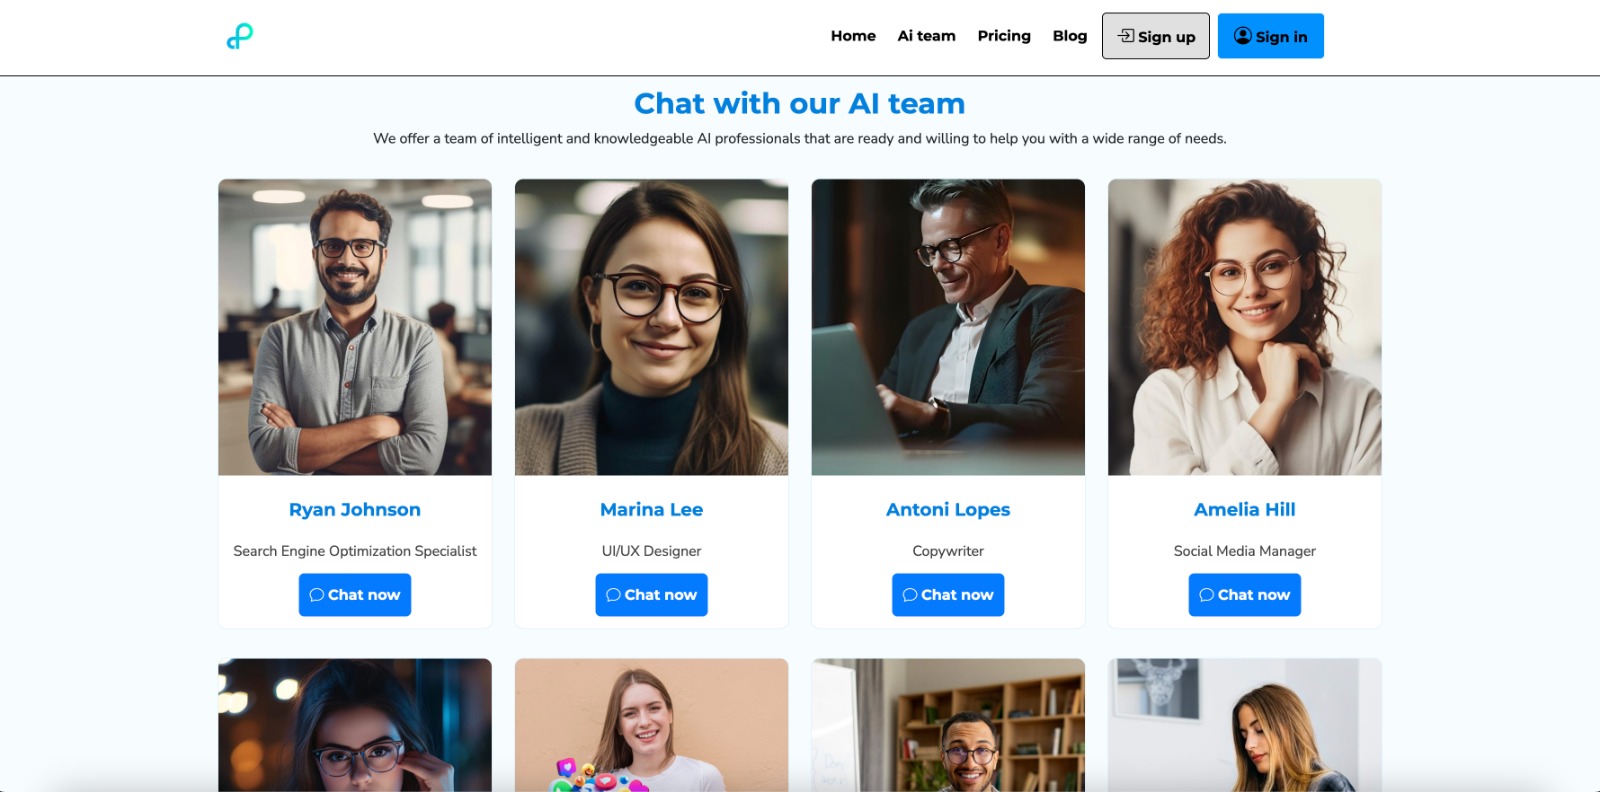 Home Ai team Pricing Blog Sign up Sign in
Chat with our AI team
We offer a team of intelligent and knowledgeable AI professionals that are ready and willing to help you with a wide range of needs.
Ryan Johnson
Search Engine Optimization Specialist
Chat now
Marina Lee
UI/UX Designer
Chat now
Antoni Lopes
Copywriter
Chat now
Amelia Hill
Social Media Manager
Chat now